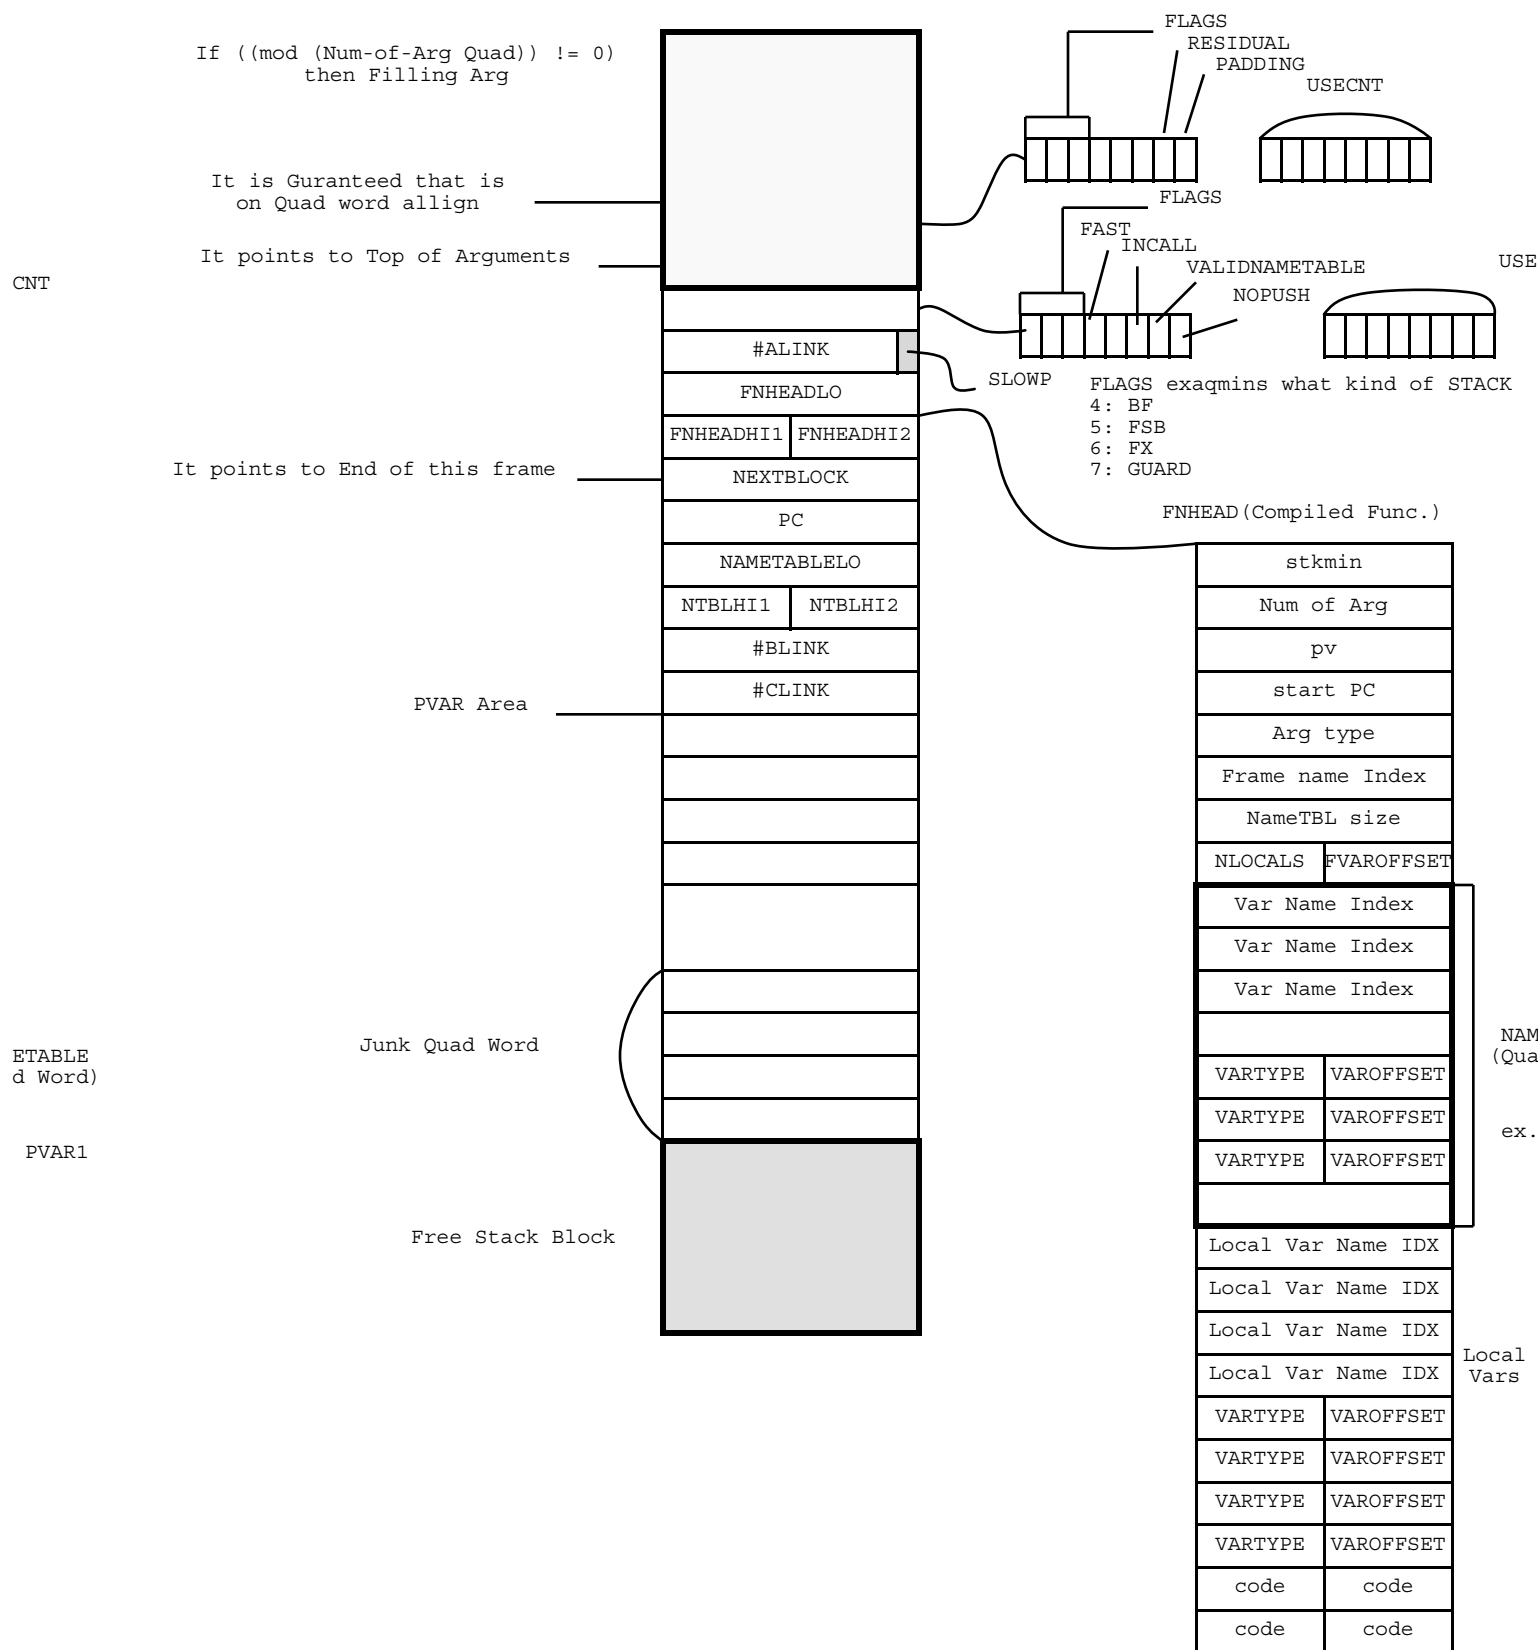 If ((mod (Num-of-Arg Quad)) != 0)
then Filling Arg
It is Guranteed that is
on Quad word allign
It points to Top of Arguments
CNT
It points to End of this frame
PVAR Area
Junk Quad Word
ETABLE
d Word)
PVAR1
Free Stack Block
#ALINK
FNHEADLO
FNHEADHI1 FNHEADHI2
NEXTBLOCK
PC
NAMETABLELO
NTBLHI1 NTBLHI2
#BLINK
#CLINK
FLAGS
RESIDUAL
PADDING
USECNT
FLAGS
FAST
INCALL
VALIDNAMETABLE
NOPUSH
USE
SLOWP
FLAGS exaqmins what kind of STACK
4: BF
5: FSB
6: FX
7: GUARD
FNHEAD(Compiled Func.)
stkmin
Num of Arg
pv
start PC
Arg type
Frame name Index
NameTBL size
NLOCALS FVAROFFSET
Var Name Index
Var Name Index
Var Name Index
VARTYPE VAROFFSET
VARTYPE VAROFFSET
VARTYPE VAROFFSET
NAM
(Qua
ex.
Local Var Name IDX
Local Var Name IDX
Local Var Name IDX
Local Var Name IDX
Local
Vars
VARTYPE VAROFFSET
VARTYPE VAROFFSET
VARTYPE VAROFFSET
VARTYPE VAROFFSET
code code
code code